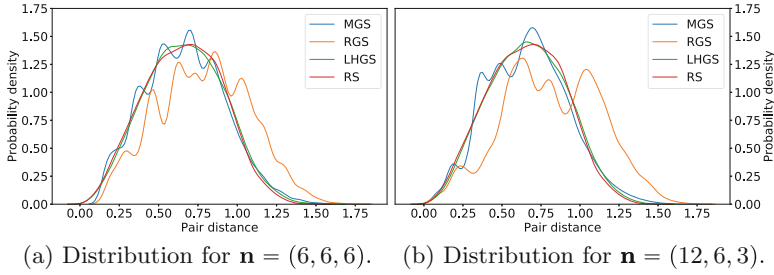 1.75
1.50
1.25
1.00
0.75
0.50
0.25
0.00
Probability density
MGS
RGS
LHGS
RS
0.00 0.25 0.50 0.75 1.00 1.25 1.50 1.75
Pair distance
MGS
RGS
LHGS
RS
0.00 0.25 0.50 0.75 1.00 1.25 1.50 1.75
Pair distance
1.75
1.50
1.25
1.00
0.75
0.50
0.25
0.00
Probability density
(a) Distribution for n = (6, 6, 6).
(b) Distribution for n = (12, 6, 3).